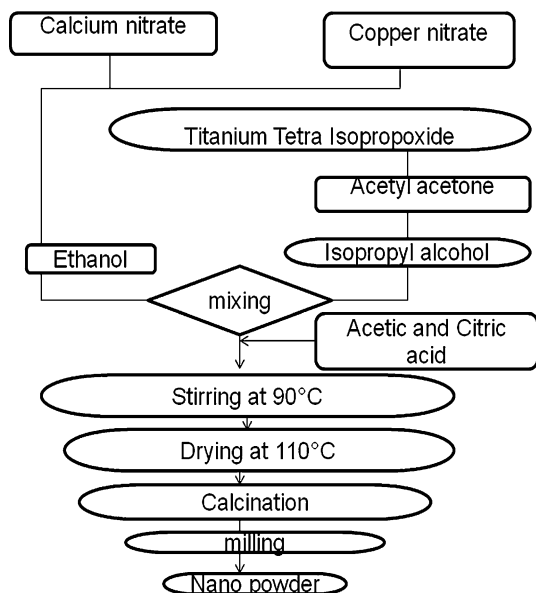 Calcium nitrate
Copper nitrate
Titanium Tetra Isopropoxide
Acetyl acetone
Isopropyl alcohol
Ethanol
mixing
Acetic and Citric
acid
Stirring at 90°C
Drying at 110°C
Calcination
milling
Nano powder